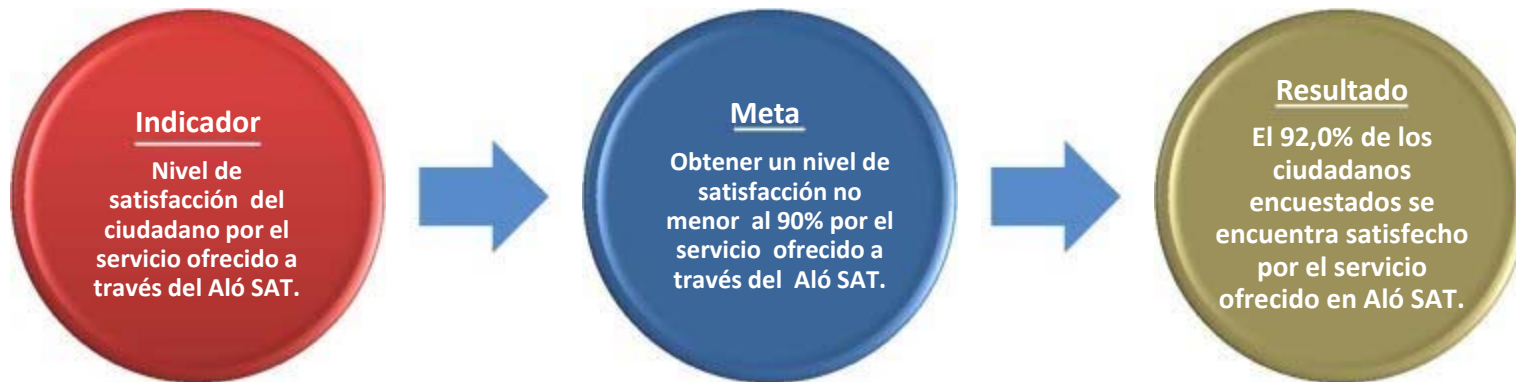 Indicador
Nivel de
satisfacción del
ciudadano por el
servicio ofrecido a
través del Aló SAT.
Meta
Obtener un nivel de
satisfacción no
menor al 90% por el
servicio ofrecido a
través del Aló SAT.
Resultado
El 92,0% de los
ciudadanos
encuestados se
encuentra satisfecho
por el servicio
ofrecido en Aló SAT.